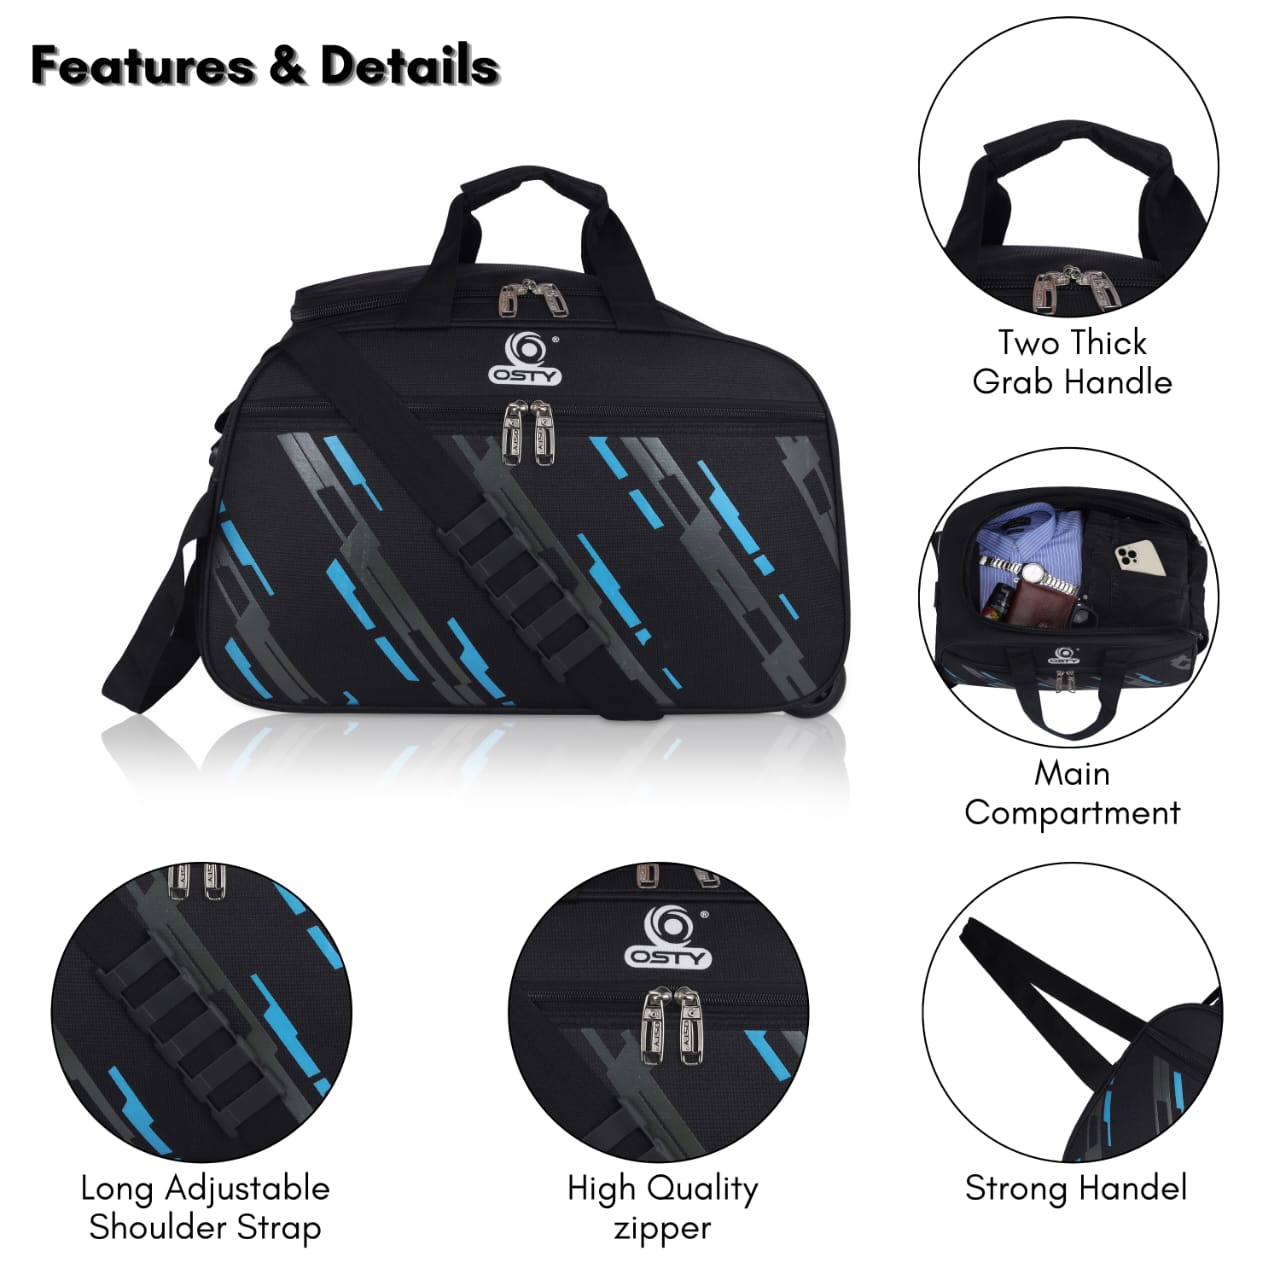 Features & Details
OSTY
®
Two Thick
Grab Handle
OSTY
Main
Compartment
OSTY
®
Long Adjustable
Shoulder Strap
High Quality
zipper
Strong Handel